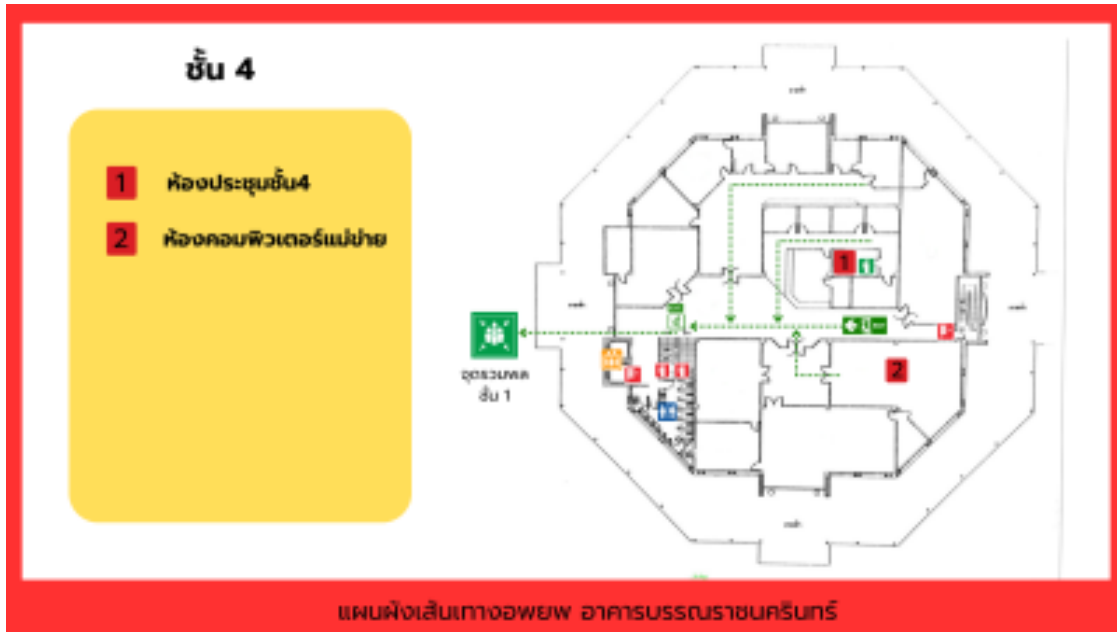 ชั้น 4
1 ห้องประชุมชั้น4
2 ห้องคอมพิวเตอร์แม่ข่าย
1
2
จุดรวมพล
ชั้น 1
แผนผังเส้นทางอพยพ อาคารบรรณราชนครินทร์